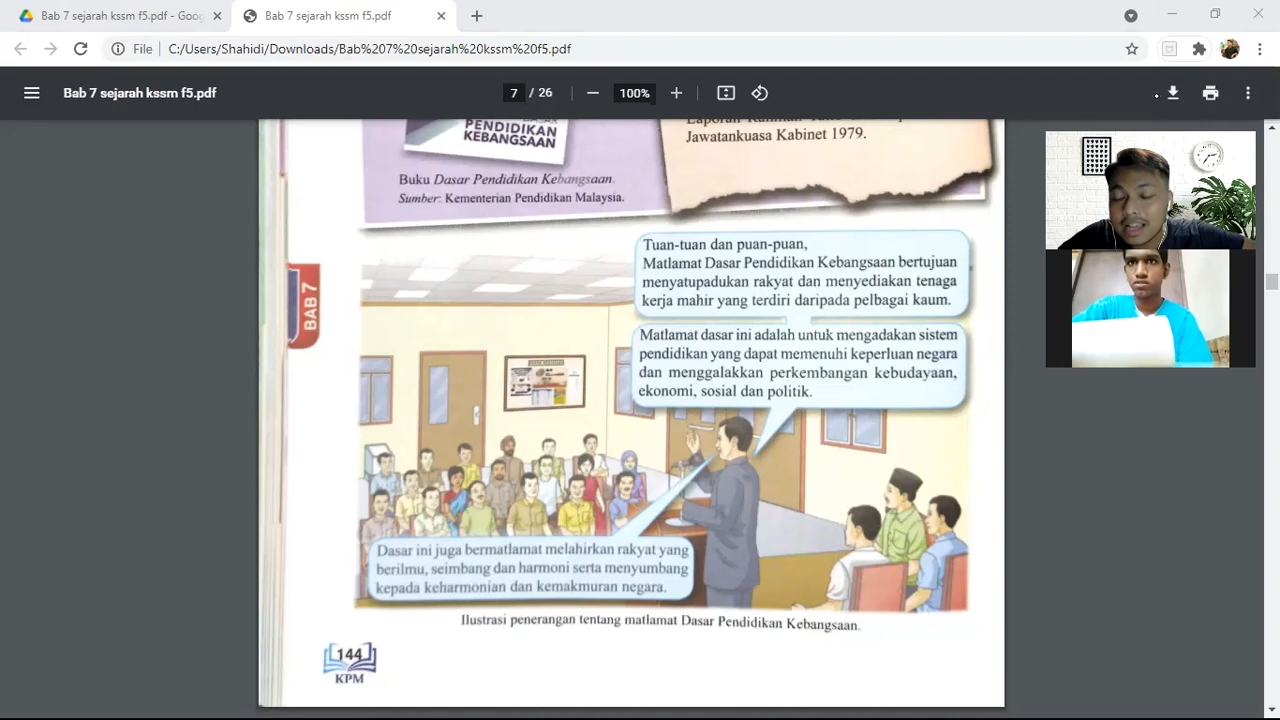 Bab 7 sejarah kssm f5.pdf - Goo
Bab 7 sejarah kssm f5.pdf
File C:/Users/Shahidi/Downloads/Bab%207%20sejarah%20kssm%20f5.pdf
Bab 7 sejarah kssm f5.pdf
7 / 26
100%
PENDIDIKAN
KEBANGSAAN
Jawatankuasa Kabinet 1979.
Buku Dasar Pendidikan Kebangsaan.
Sumber: Kementerian Pendidikan Malaysia.
BAB 7
Tuan-tuan dan puan-puan,
Matlamat Dasar Pendidikan Kebangsaan bertujuan
menyatupadukan rakyat dan menyediakan tenaga
kerja mahir yang terdiri daripada pelbagai kaum.
Matlamat dasar ini adalah untuk mengadakan sistem
pendidikan yang dapat memenuhi keperluan negara
dan menggalakkan perkembangan kebudayaan,
ekonomi, sosial dan politik.
Dasar ini juga bermatlamat melahirkan rakyat yang
berilmu, seimbang dan harmoni serta menyumbang
kepada keharmonian dan kemakmuran negara.
Ilustrasi penerangan tentang matlamat Dasar Pendidikan Kebangsaan.
144
KPM